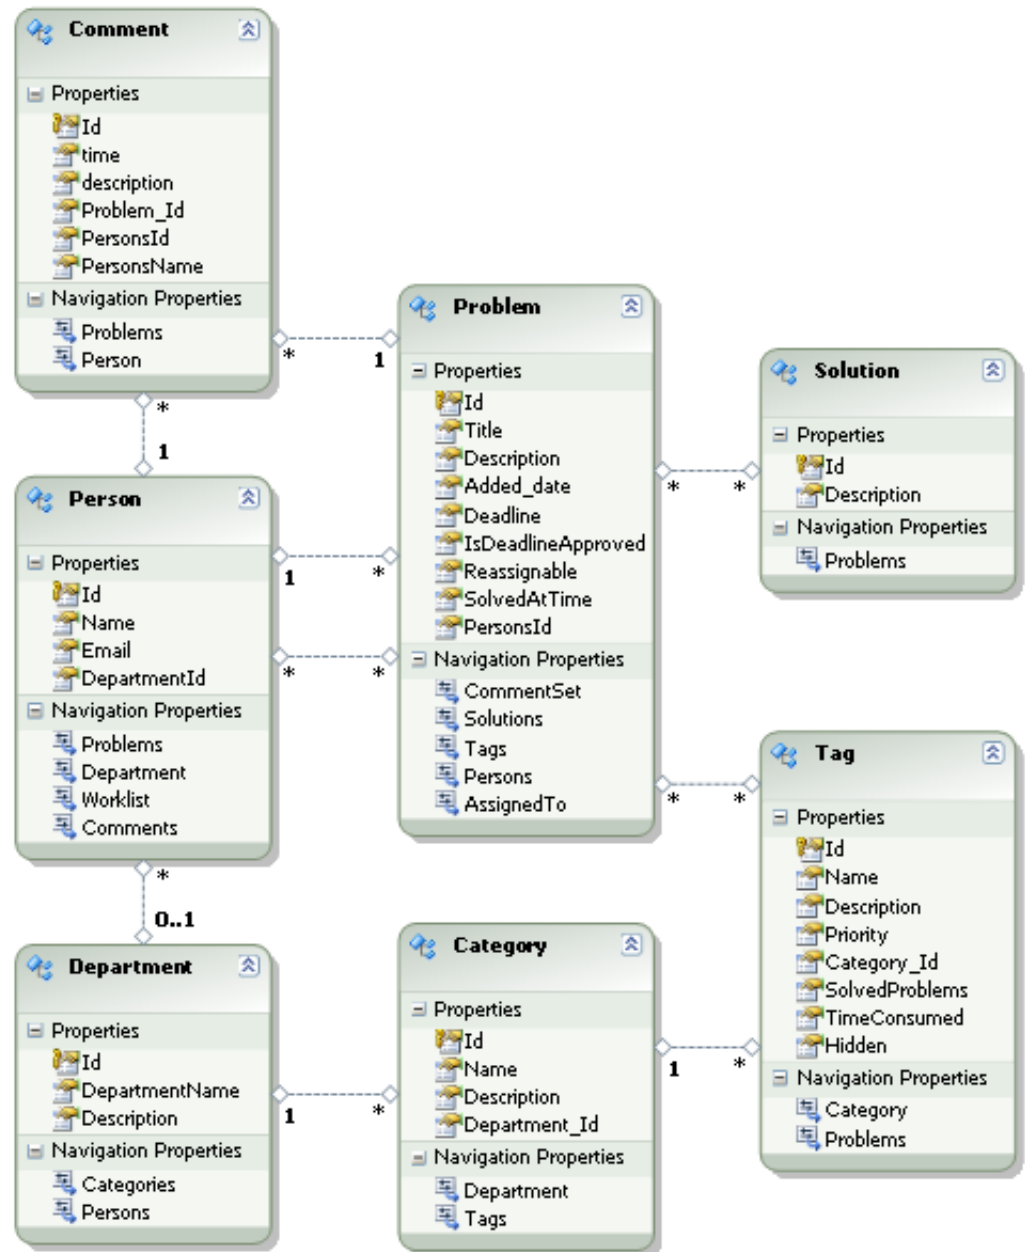 Comment
Properties
Id
time
description
Problem_Id
PersonsId
PersonsName
Navigation Properties
Problems
Person
*
1
*
1
Person
Properties
Id
Name
Email
DepartmentId
Navigation Properties
Problems
Department
Worklist
Comments
1
*
*
*
*
0..1
Problem
Properties
Id
Title
Description
Added_date
Deadline
IsDeadlineApproved
Reassignable
SolvedAtTime
PersonsId
Navigation Properties
CommentSet
Solutions
Tags
Persons
AssignedTo
*
*
*
*
Solution
Properties
Id
Description
Navigation Properties
Problems
Department
Properties
Id
DepartmentName
Description
Navigation Properties
Categories
Persons
1
*
Category
Properties
Id
Name
Description
Department_Id
Navigation Properties
Department
Tags
1
*
Tag
Properties
Id
Name
Description
Priority
Category_Id
SolvedProblems
TimeConsumed
Hidden
Navigation Properties
Category
Problems